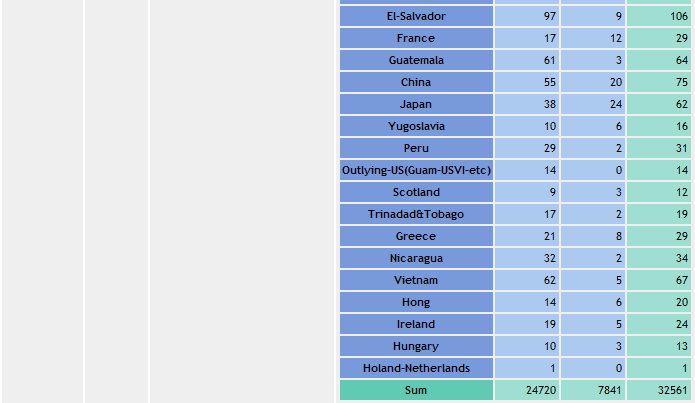 El-Salvador 97 9 106
France 17 12 29
Guatemala 61 3 64
China 55 20 75
Japan 38 24 62
Yugoslavia 10 6 16
Peru 29 2 31
Outlying-US(Guam-USVI-etc) 14 0 14
Scotland 9 3 12
Trinadad&Tobago 17 2 19
Greece 21 8 29
Nicaragua 32 2 34
Vietnam 62 5 67
Hong 14 6 20
Ireland 19 5 24
Hungary 10 3 13
Holand-Netherlands 1 0 1
Sum 24720 7841 32561